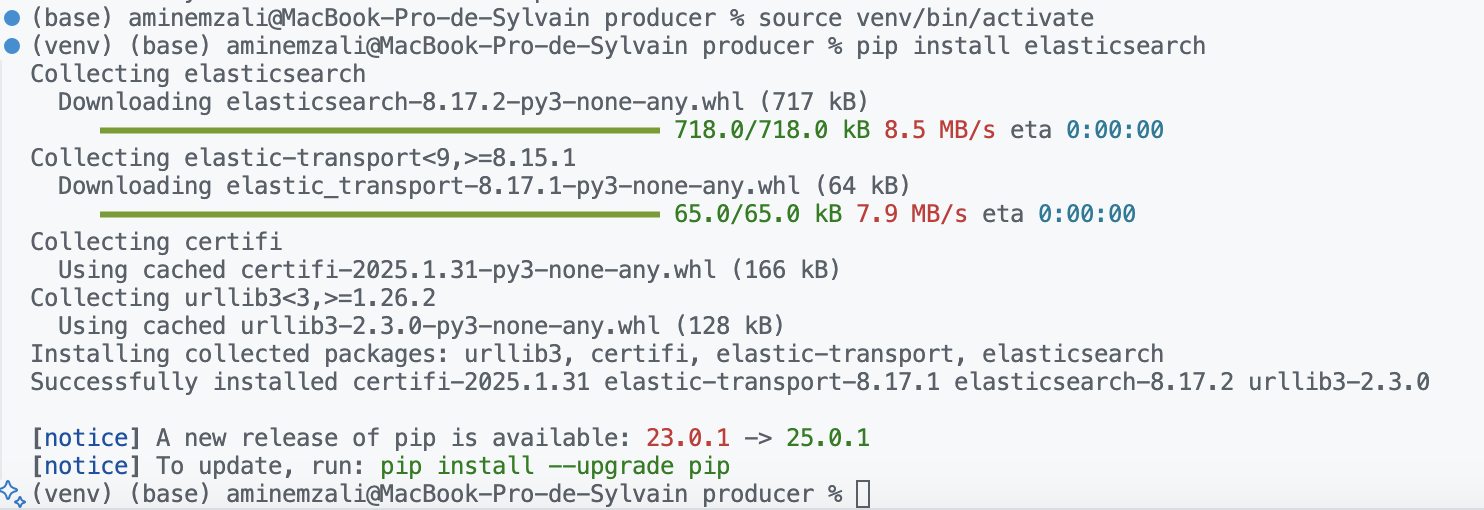 (base) aminemzali@MacBook-Pro-de-Sylvain producer % source venv/bin/activate
(venv) (base) aminemzali@MacBook-Pro-de-Sylvain producer % pip install elasticsearch
Collecting elasticsearch
Downloading elasticsearch-8.17.2-py3-none-any.whl (717 kB)
718.0/718.0 kB 8.5 MB/s eta 0:00:00
Collecting elastic-transport<9,>=8.15.1
Downloading elastic_transport-8.17.1-py3-none-any.whl (64 kB)
65.0/65.0 kB 7.9 MB/s eta 0:00:00
Collecting certifi
Using cached certifi-2025.1.31-py3-none-any.whl (166 kB)
Collecting urllib3<3,>=1.26.2
Using cached urllib3-2.3.0-py3-none-any.whl (128 kB)
Installing collected packages: urllib3, certifi, elastic-transport, elasticsearch
Successfully installed certifi-2025.1.31 elastic-transport-8.17.1 elasticsearch-8.17.2 urllib3-2.3.0
[notice] A new release of pip is available: 23.0.1 -> 25.0.1
[notice] To update, run: pip install --upgrade pip
(venv) (base) aminemzali@MacBook-Pro-de-Sylvain producer %